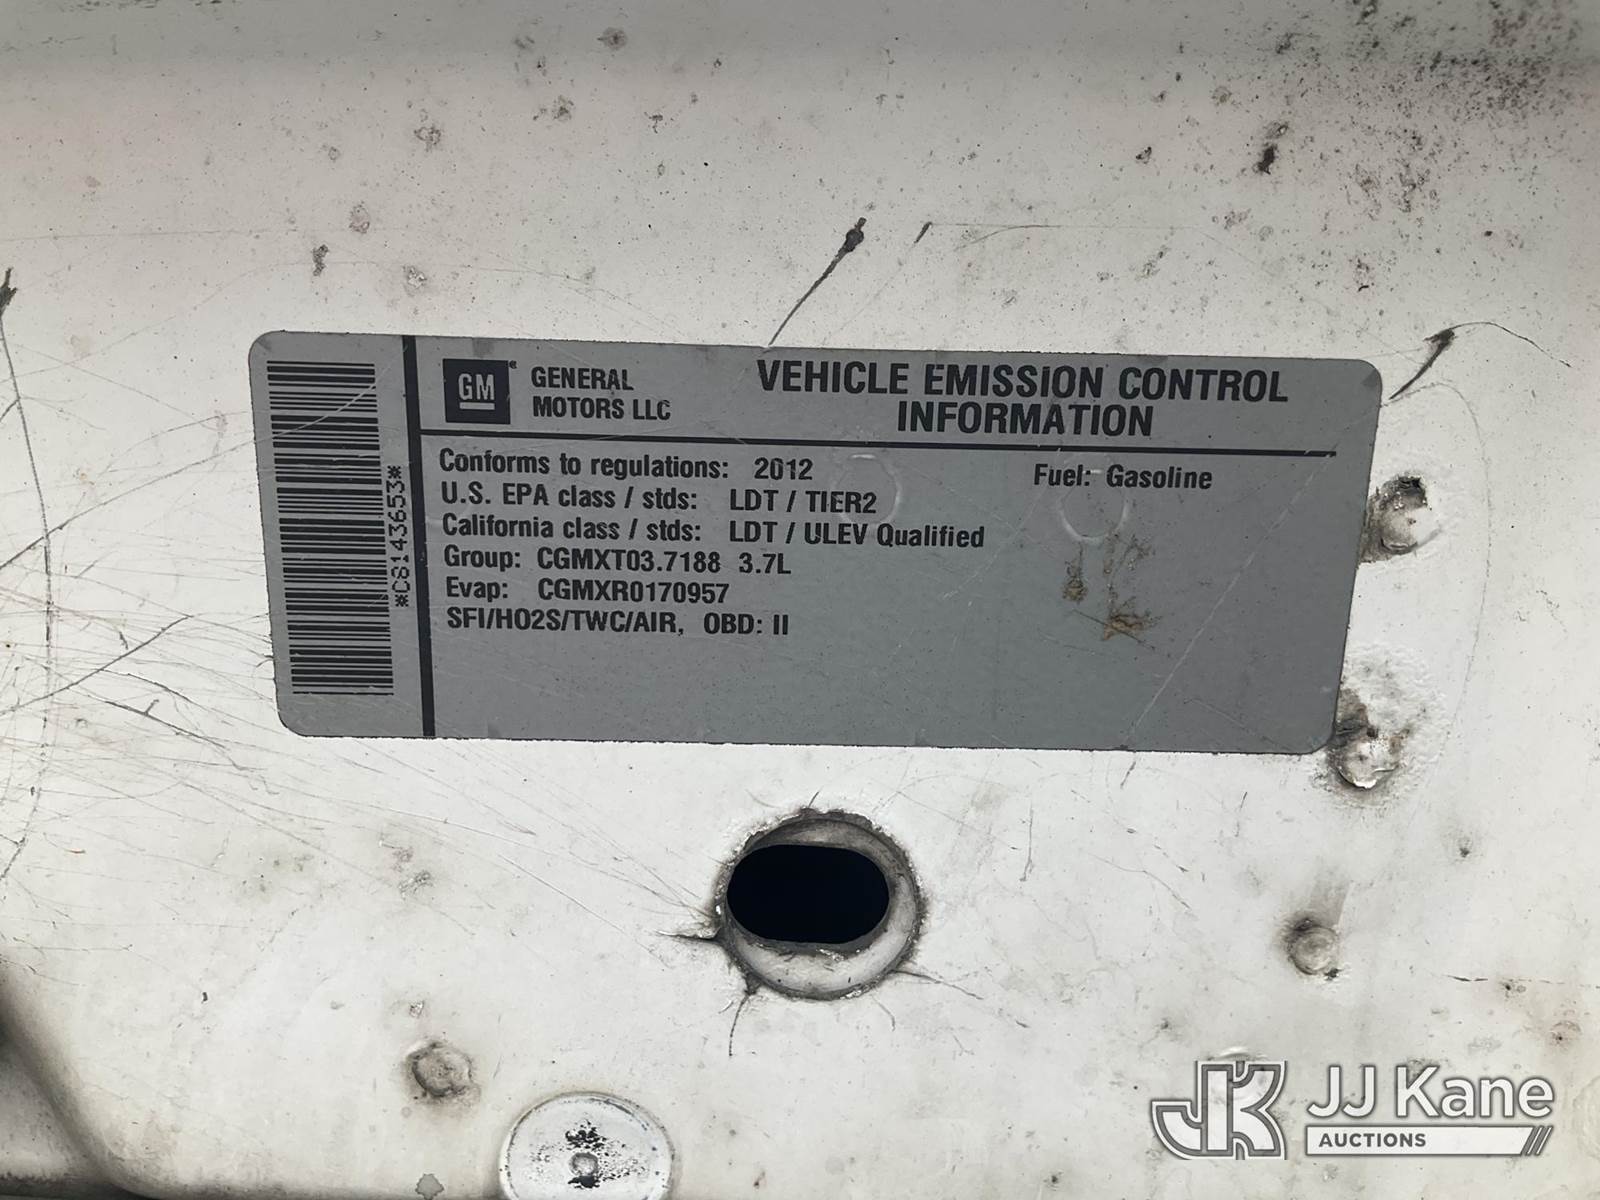 GM
GENERAL
MOTORS LLC
VEHICLE EMISSION CONTROL
INFORMATION
*C8143653*
Conforms to regulations: 2012
Fuel: Gasoline
U.S. EPA class / stds: LDT / TIER2
California class / stds: LDT / ULEV Qualified
Group: CGMXT03.7188 3.7L
Evap: CGMXR0170957
SFI/HO2S/TWC/AIR, OBD: II
JK
JJ Kane
AUCTIONS